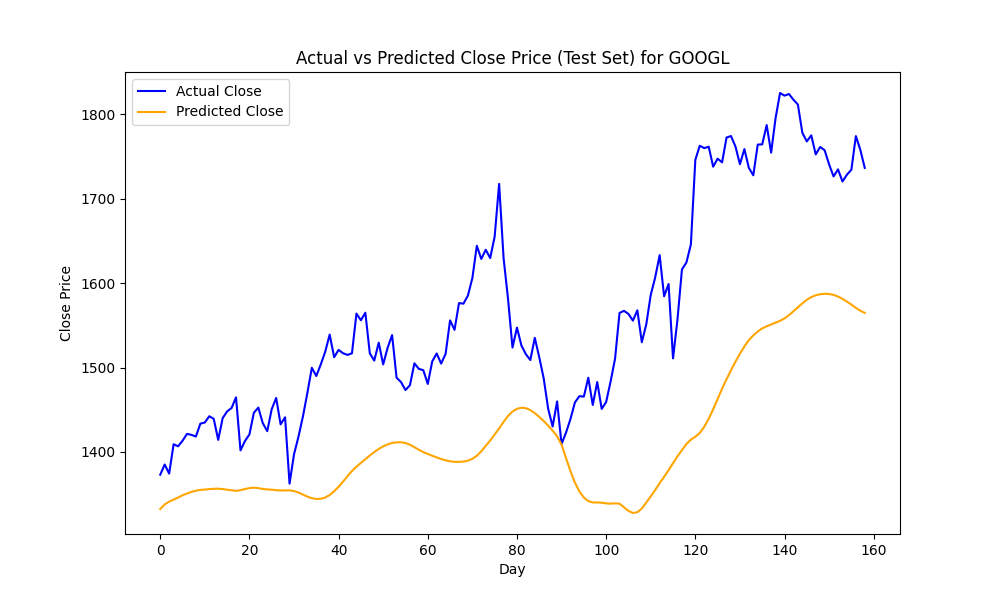 Actual vs Predicted Close Price (Test Set) for GOOGL
Actual Close
Predicted Close
Close Price
1800
1700
1600
1500
1400
0 20 40 60 80 100 120 140 160
Day